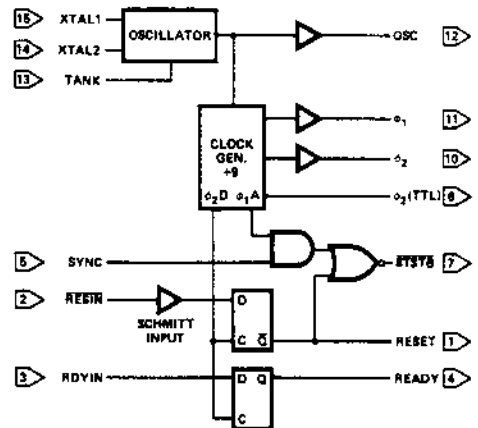 15 XTAL1 OSCILLATOR OSC 12
14 XTAL2
13 TANK
CLOCK GEN. ÷9
ϕ1 11
ϕ2 10
ϕ2D ϕ1A ϕ2(TTL) 6
5 SYNC STSTB 7
2 RESIN D
SCHMITT INPUT
C Q RESET 1
3 RDYIN D Q READY 4
C